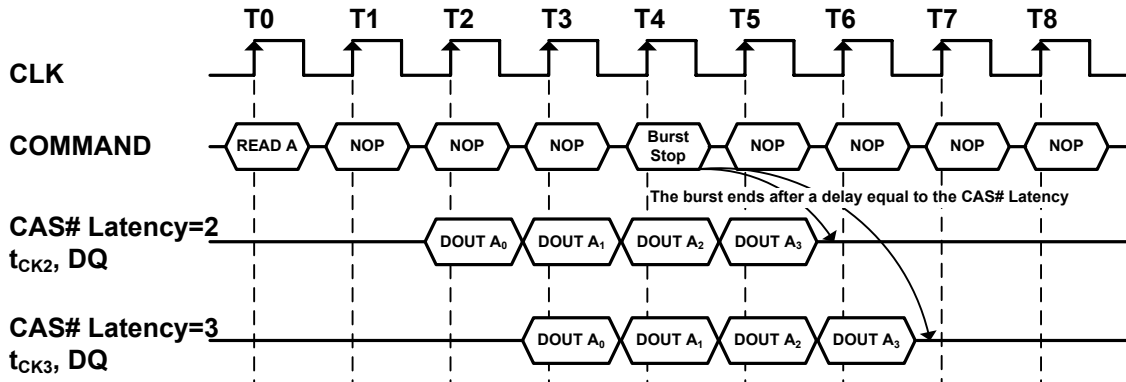 T0 T1 T2 T3 T4 T5 T6 T7 T8
CLK
COMMAND READ A NOP NOP NOP Burst Stop NOP NOP NOP NOP
The burst ends after a delay equal to the CAS# Latency
CAS# Latency=2
tCK2, DQ DOUT A0 DOUT A1 DOUT A2 DOUT A3
CAS# Latency=3
tCK3, DQ DOUT A0 DOUT A1 DOUT A2 DOUT A3